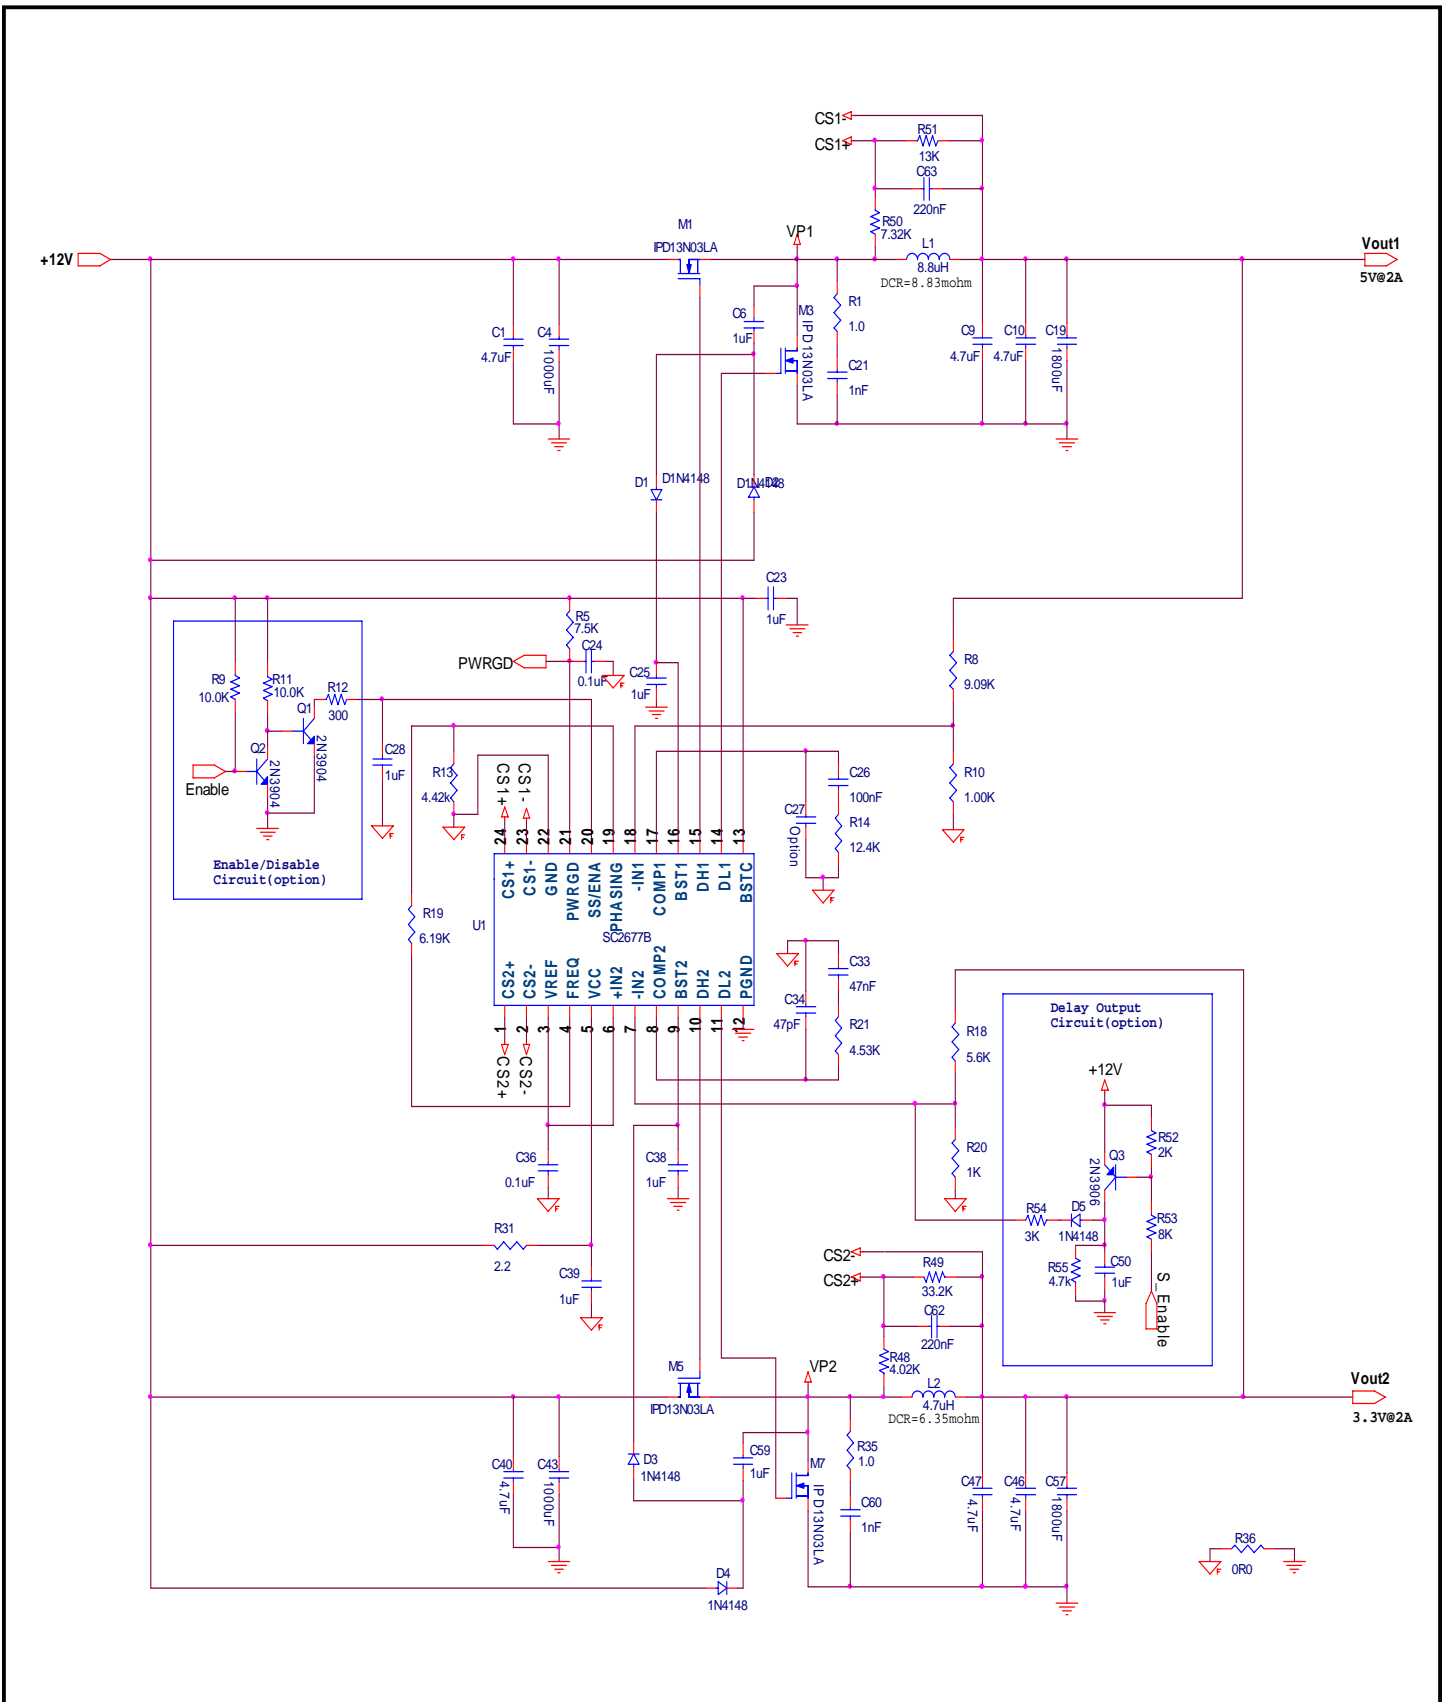 CS1-
CS1+
R51
13K
C63
220nF
R50
7.32K
M1
IPD13N03LA
VP1
L1
8.8uH
DCR=8.83mohm
+12V
Vout1
5V@2A
C1
4.7uF
C4
1000uF
C6
1uF
M3
IPD13N03LA
R1
1.0
C21
1nF
C9
4.7uF
C10
4.7uF
C19
1800uF
D1
D1N4148
D1N4148
D2
C23
1uF
R5
7.5K
C24
0.1uF
PWRGD
C25
1uF
R8
9.09K
R9
10.0K
R11
10.0K
R12
300
Q1
2N3904
Q2
2N3904
Enable
C28
1uF
R13
4.42k
CS1+
CS1-
C26
100nF
C27
Option
R14
12.4K
R10
1.00K
F
F
F
F
F
Enable/Disable
Circuit(option)
24
23
22
21
20
19
18
17
16
15
14
13
CS1+
CS1-
GND
PWRGD
SS/ENA
PHASING
-IN1
COMP1
BST1
DH1
DL1
BSTC
R19
6.19K
U1
SC2677B
CS2+
CS2-
VREF
FREQ
VCC
+IN2
-IN2
COMP2
BST2
DH2
DL2
PGND
1
2
3
4
5
6
7
8
9
10
11
12
CS2+
CS2-
F
C33
47nF
C34
47pF
R21
4.53K
R18
5.6K
Delay Output
Circuit(option)
+12V
R52
2K
Q3
2N3906
R20
1K
F
C36
0.1uF
F
C38
1uF
R54
3K
D5
1N4148
R53
8K
R55
4.7k
C50
1uF
S_Enable
R31
2.2
C39
1uF
F
CS2-
CS2+
R49
33.2K
C62
220nF
R48
4.02K
M5
IPD13N03LA
VP2
L2
4.7uH
DCR=6.35mohm
Vout2
3.3V@2A
C40
4.7uF
C43
1000uF
D3
1N4148
C59
1uF
M7
IPD13N03LA
R35
1.0
C60
1nF
C47
4.7uF
C46
4.7uF
C57
1800uF
R36
0R0
F
D4
1N4148